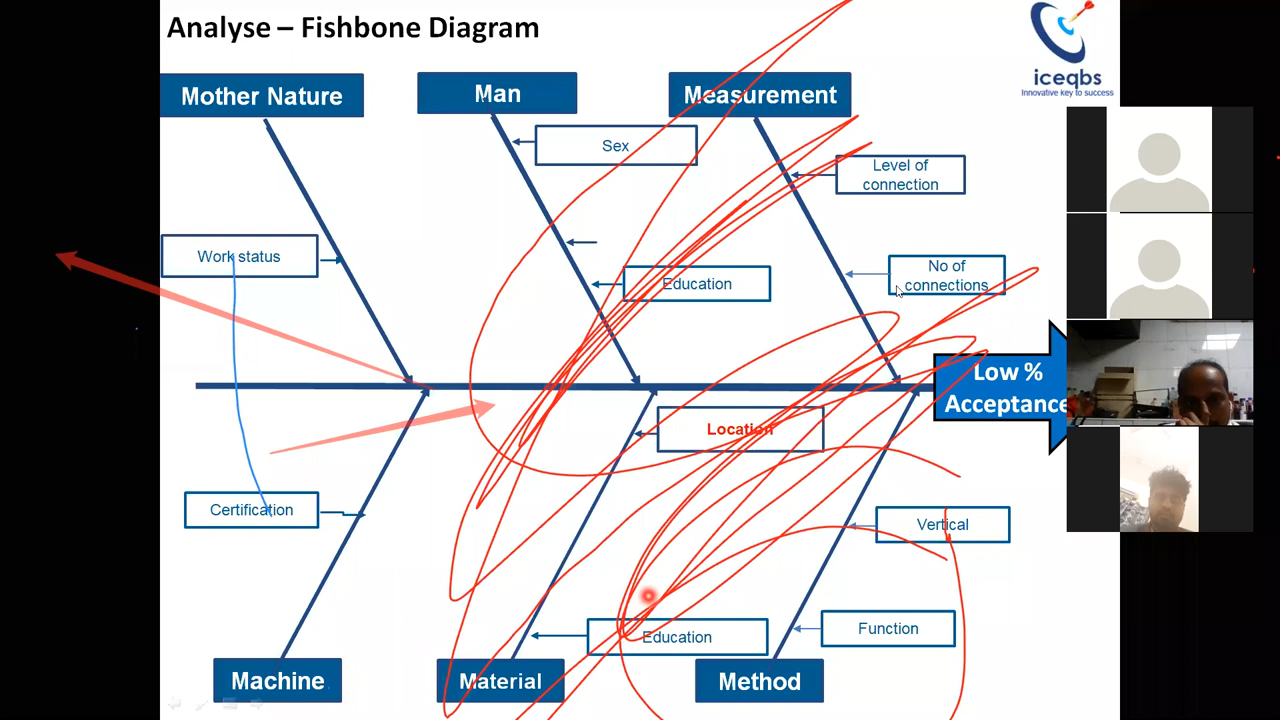 Analyse – Fishbone Diagram
iceqbs
Innovative key to success
Mother Nature
Man
Measurement
Sex
Level of
connection
Work status
Education
No of
connections
Low %
Acceptance
Location
Certification
Vertical
Education
Function
Machine
Material
Method